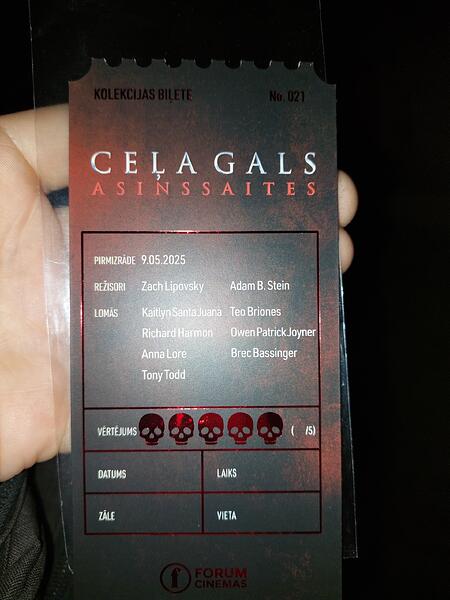 KOLEKCIJAS BIĻETE No. 021
CEĻA GALS
ASINSSAITES
PIRMIZRĀDE 9.05.2025
REŽISORI Zach Lipovsky Adam B. Stein
LOMĀS Kaitlyn Santa Juana Teo Briones
Richard Harmon Owen Patrick Joyner
Anna Lore Brec Bassinger
Tony Todd
VĒRTĒJUMS ( /5)
DATUMS LAIKS
ZĀLE VIETA
f FORUM
CINEMAS